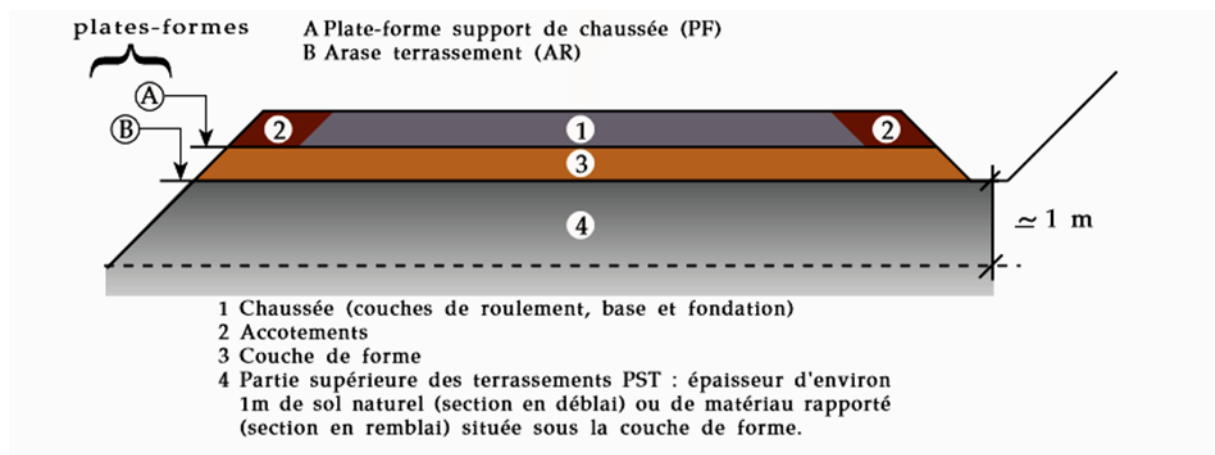 plates-formes
A Plate-forme support de chaussée (PF)
B Arase terrassement (AR)
A
B
2
1
2
3
4
≃ 1 m
1 Chaussée (couches de roulement, base et fondation)
2 Accotements
3 Couche de forme
4 Partie supérieure des terrassements PST : épaisseur d'environ
1m de sol naturel (section en déblai) ou de matériau rapporté
(section en remblai) située sous la couche de forme.